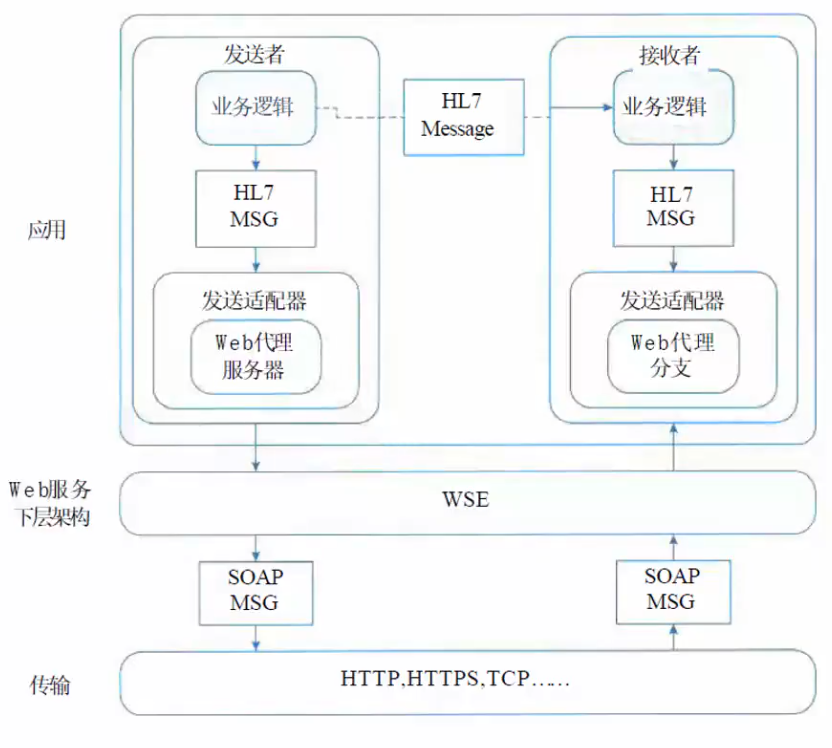 发送者
接收者
业务逻辑
HL7
Message
业务逻辑
HL7
MSG
HL7
MSG
应用
发送适配器
发送适配器
Web代理
服务器
Web代理
分支
Web服务
下层架构
WSE
SOAP
MSG
SOAP
MSG
传输
HTTP,HTTPS,TCP……